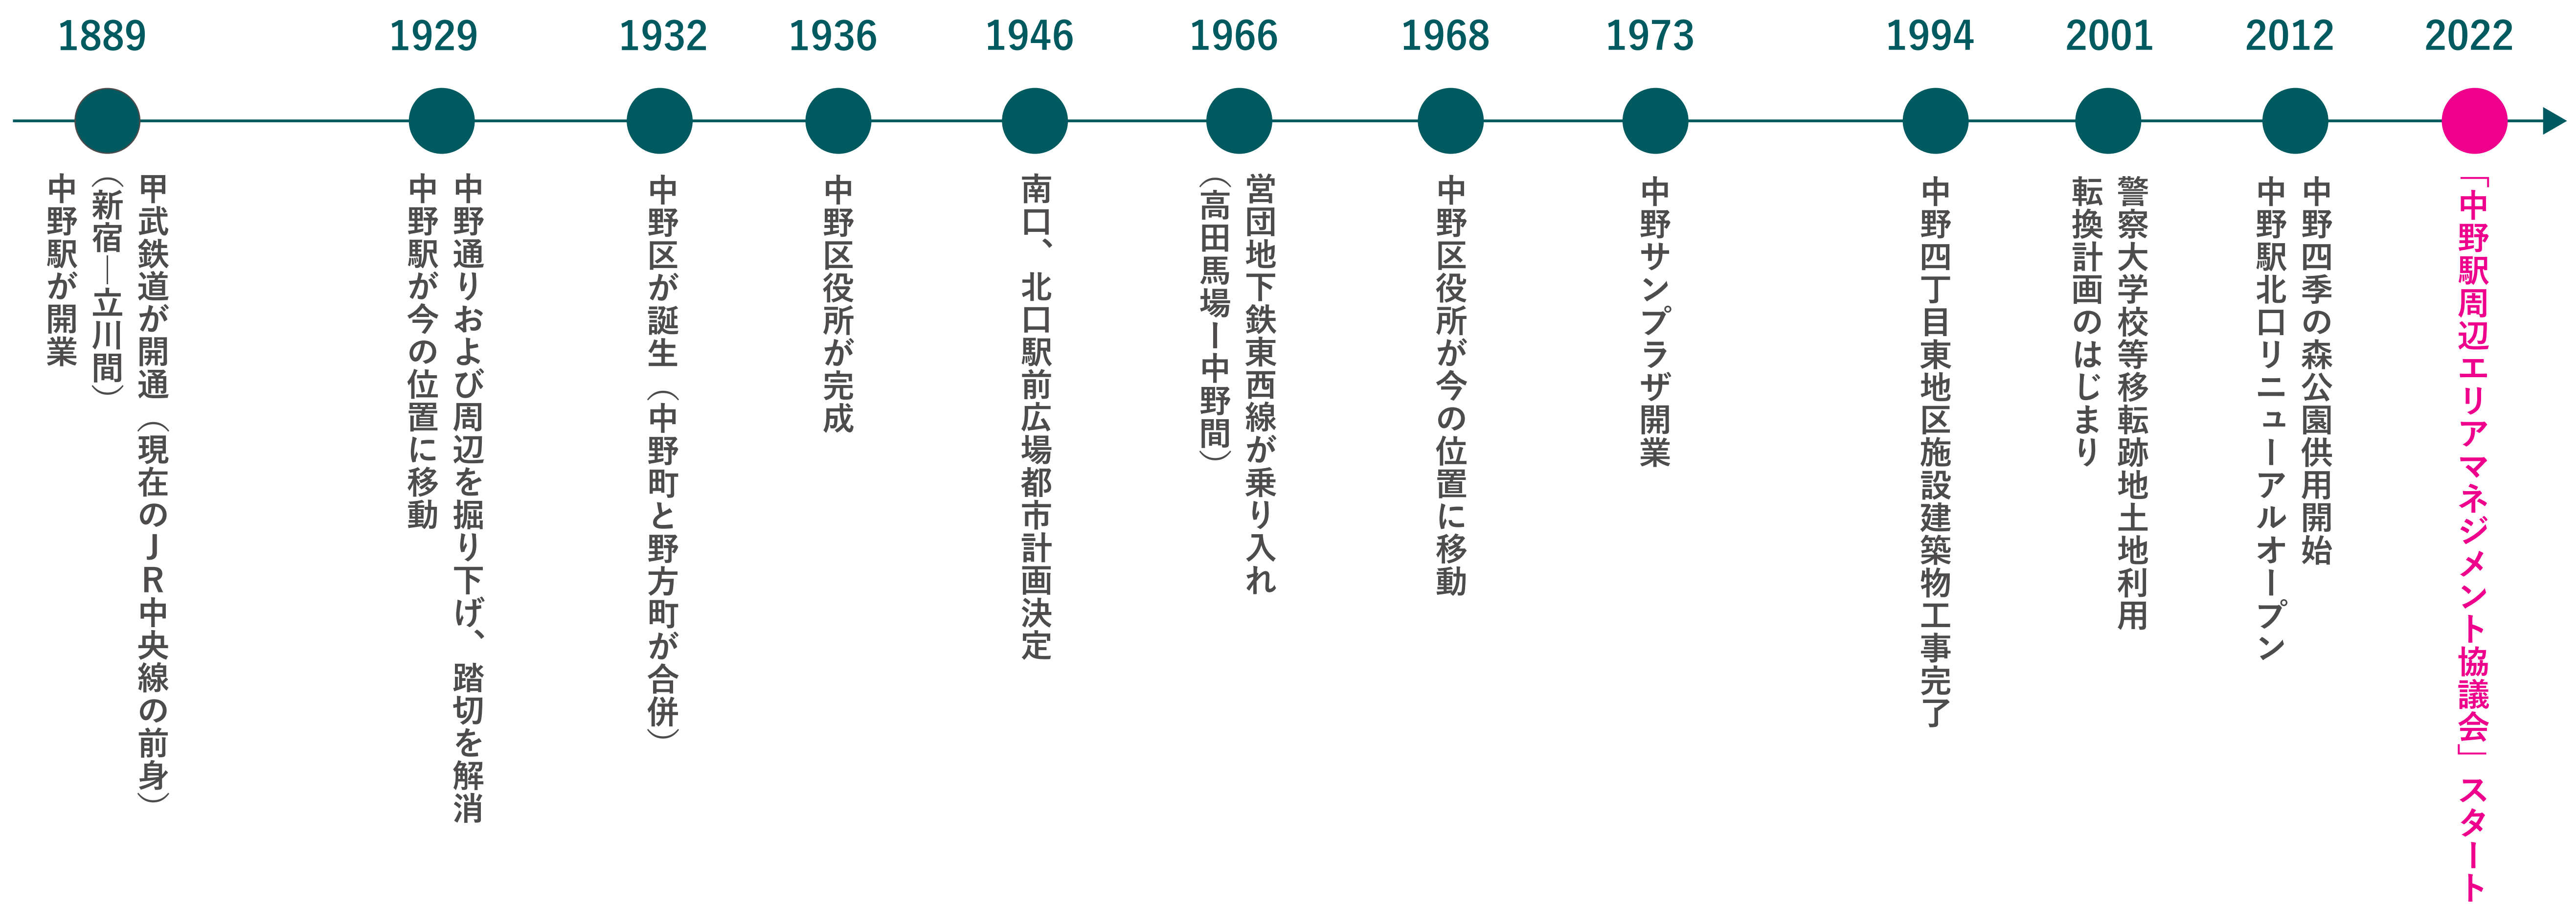 1889
甲武鉄道が開通（現在のＪＲ中央線の前身）
（新宿―立川間）
中野駅が開業
1929
中野通りおよび周辺を掘り下げ、踏切を解消
中野駅が今の位置に移動
1932
中野区が誕生（中野町と野方町が合併）
1936
中野区役所が完成
1946
南口、北口駅前広場都市計画決定
1966
営団地下鉄東西線が乗り入れ
（高田馬場ー中野間）
1968
中野区役所が今の位置に移動
1973
中野サンプラザ開業
1994
中野四丁目東地区施設建築物工事完了
2001
警察大学校等移転跡地土地利用
転換計画のはじまり
2012
中野四季の森公園供用開始
中野駅北口リニューアルオープン
2022
「中野駅周辺エリアマネジメント協議会」スタート